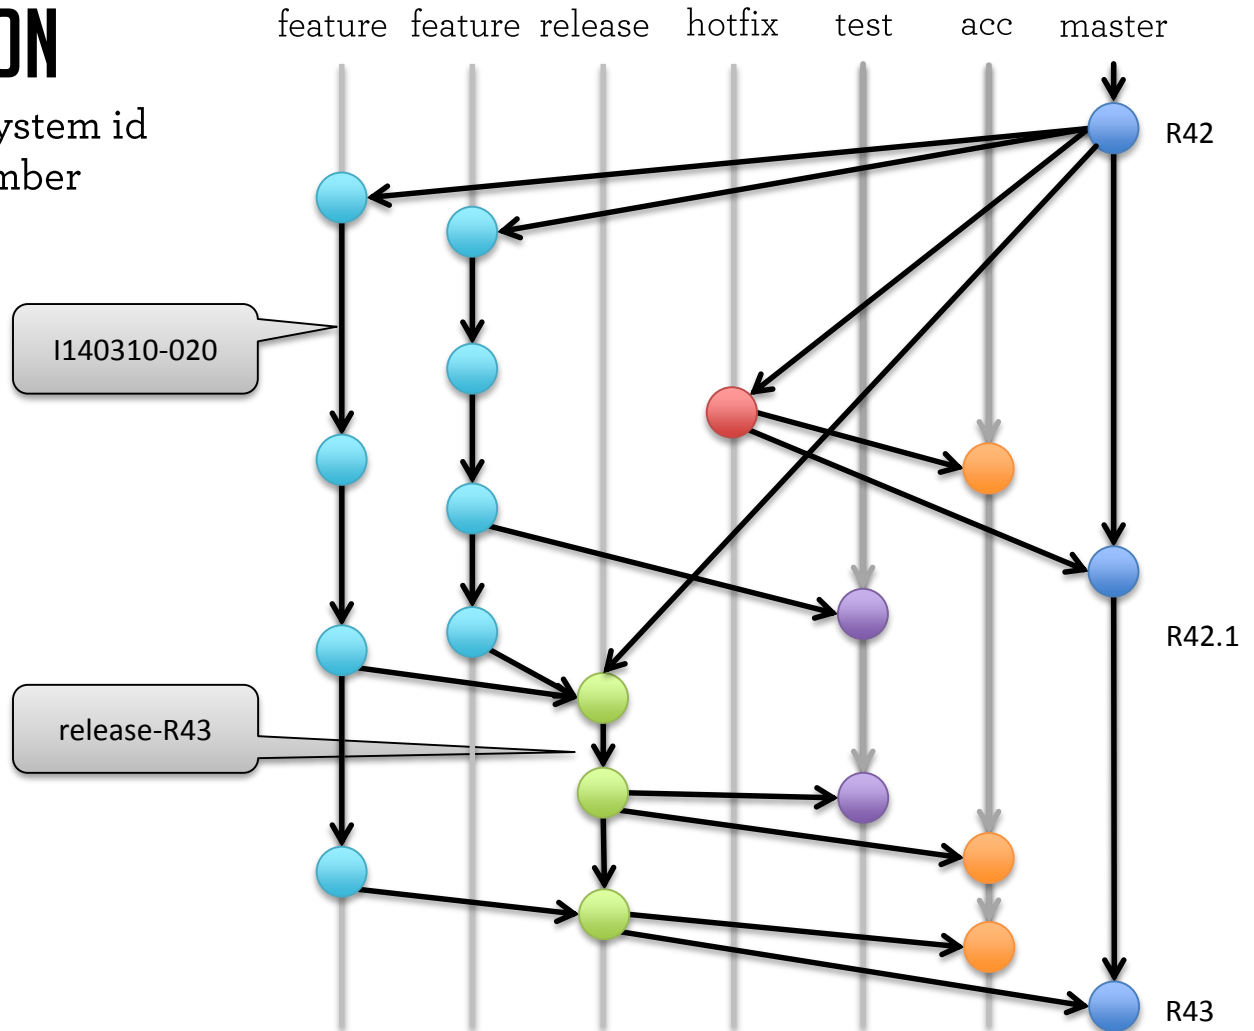 feature feature release hotfix test acc master
ON
ystem id
mber
R42
I140310-020
R42.1
release-R43
R43